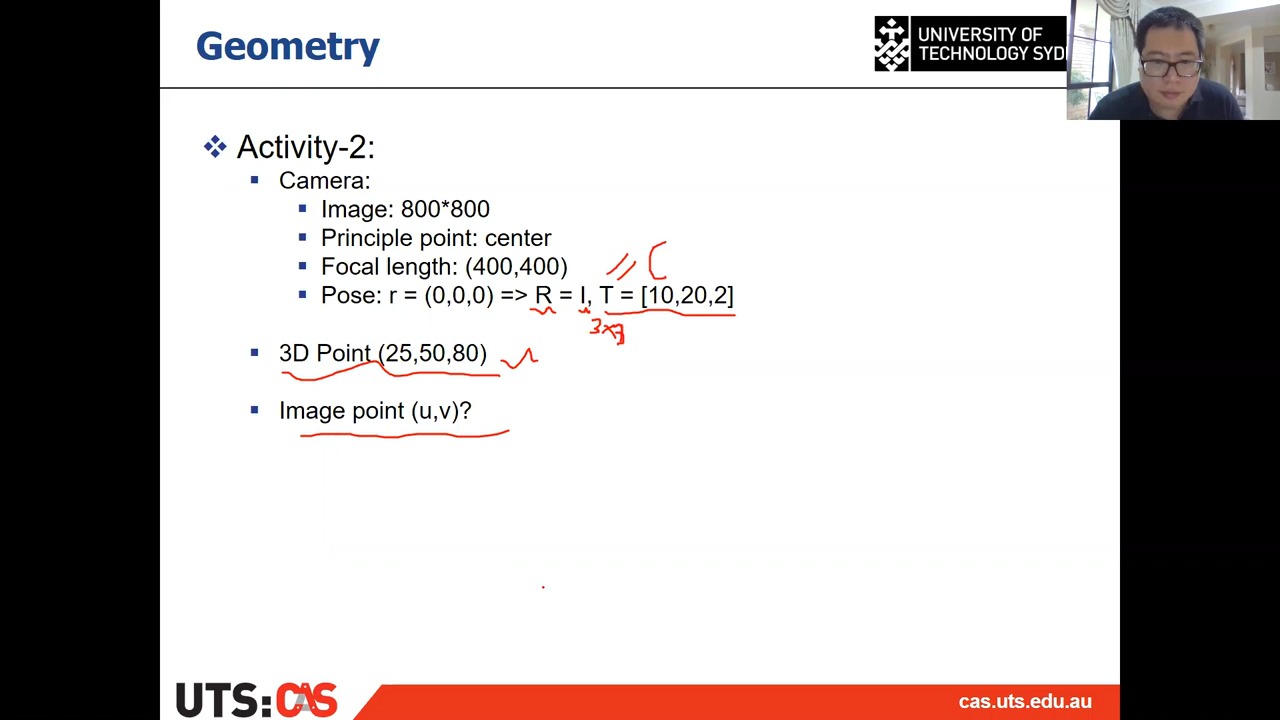 Geometry
UNIVERSITY OF
TECHNOLOGY SYD
Activity-2:
Camera:
Image: 800*800
Principle point: center
Focal length: (400,400)
Pose: r = (0,0,0) => R = I, T = [10,20,2]
3D Point (25,50,80)
Image point (u,v)?
UTS:CAS
cas.uts.edu.au